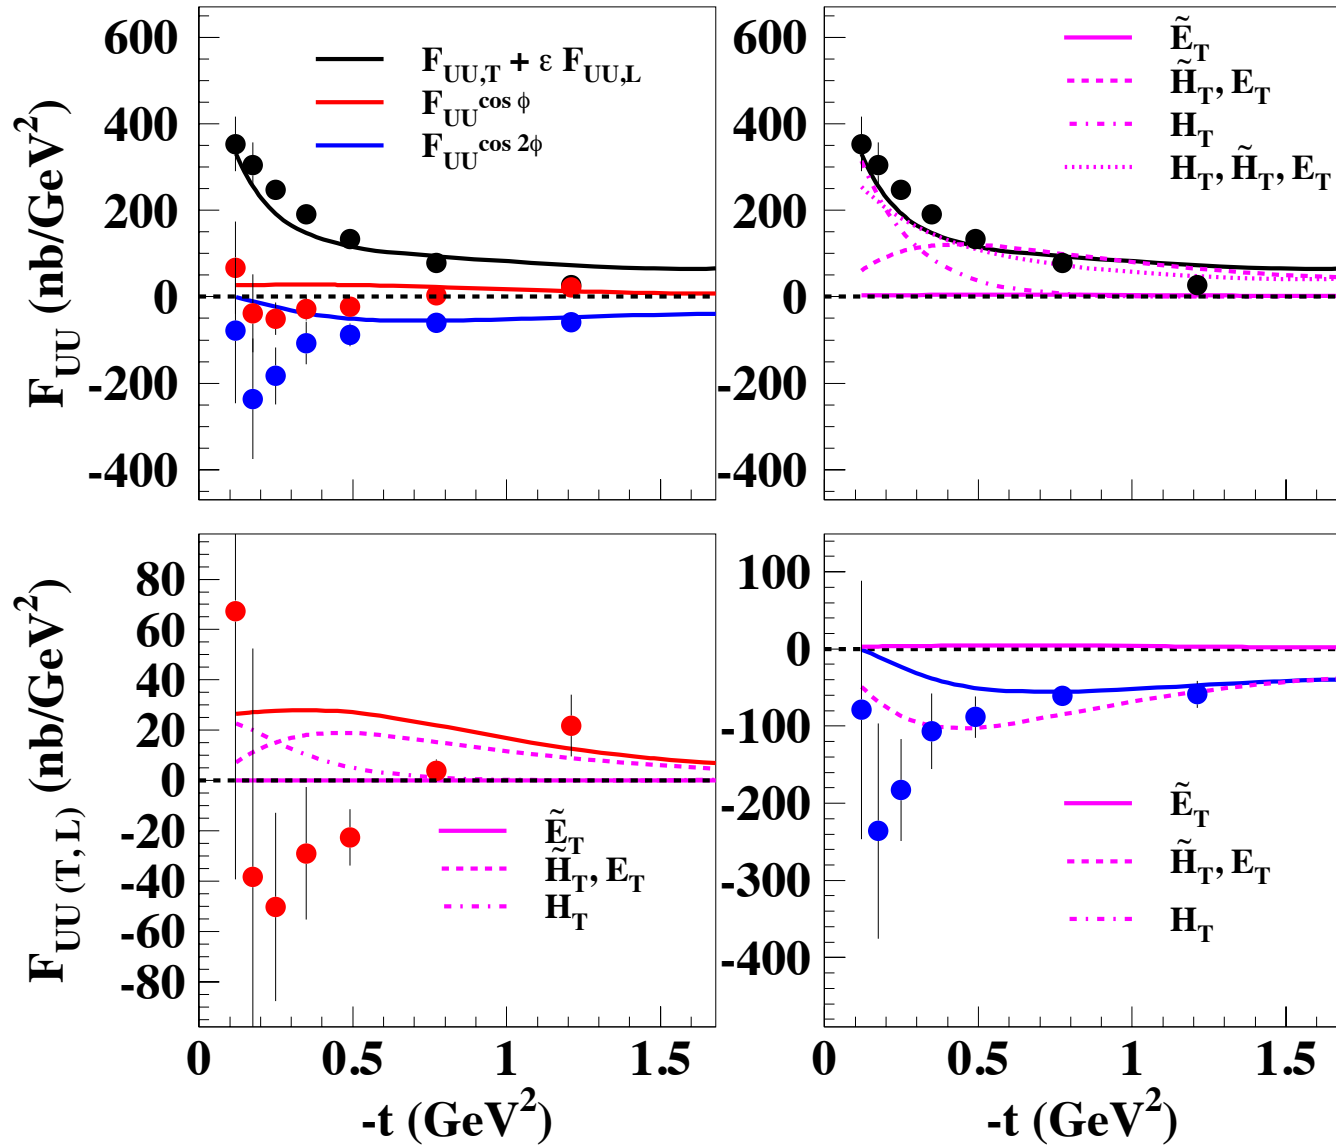 F_UU (nb/GeV²)
600
400
200
0
-200
-400
F_UU,T + ε F_UU,L
F_UU^cos ϕ
F_UU^cos 2ϕ
600
400
200
0
-200
-400
Ẽ_T
H̃_T, E_T
H_T
H_T, H̃_T, E_T
F_UU (T, L) (nb/GeV²)
80
60
40
20
0
-20
-40
-60
-80
Ẽ_T
H̃_T, E_T
H_T
0 0.5 1 1.5
-t (GeV²)
100
0
-100
-200
-300
-400
Ẽ_T
H̃_T, E_T
H_T
0 0.5 1 1.5
-t (GeV²)